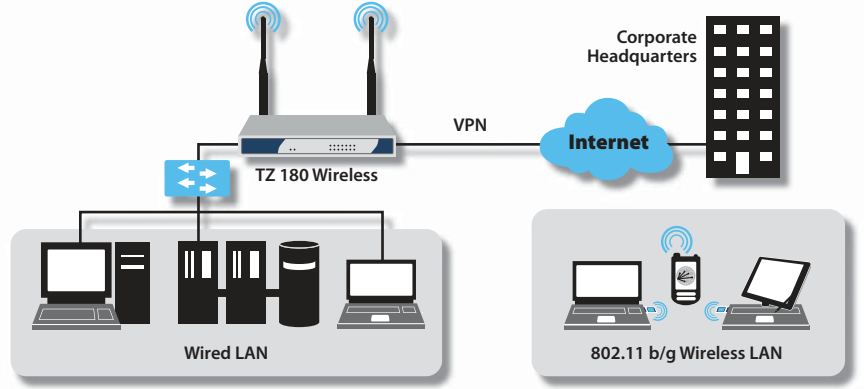 Corporate
Headquarters
VPN
Internet
TZ 180 Wireless
Wired LAN
802.11 b/g Wireless LAN